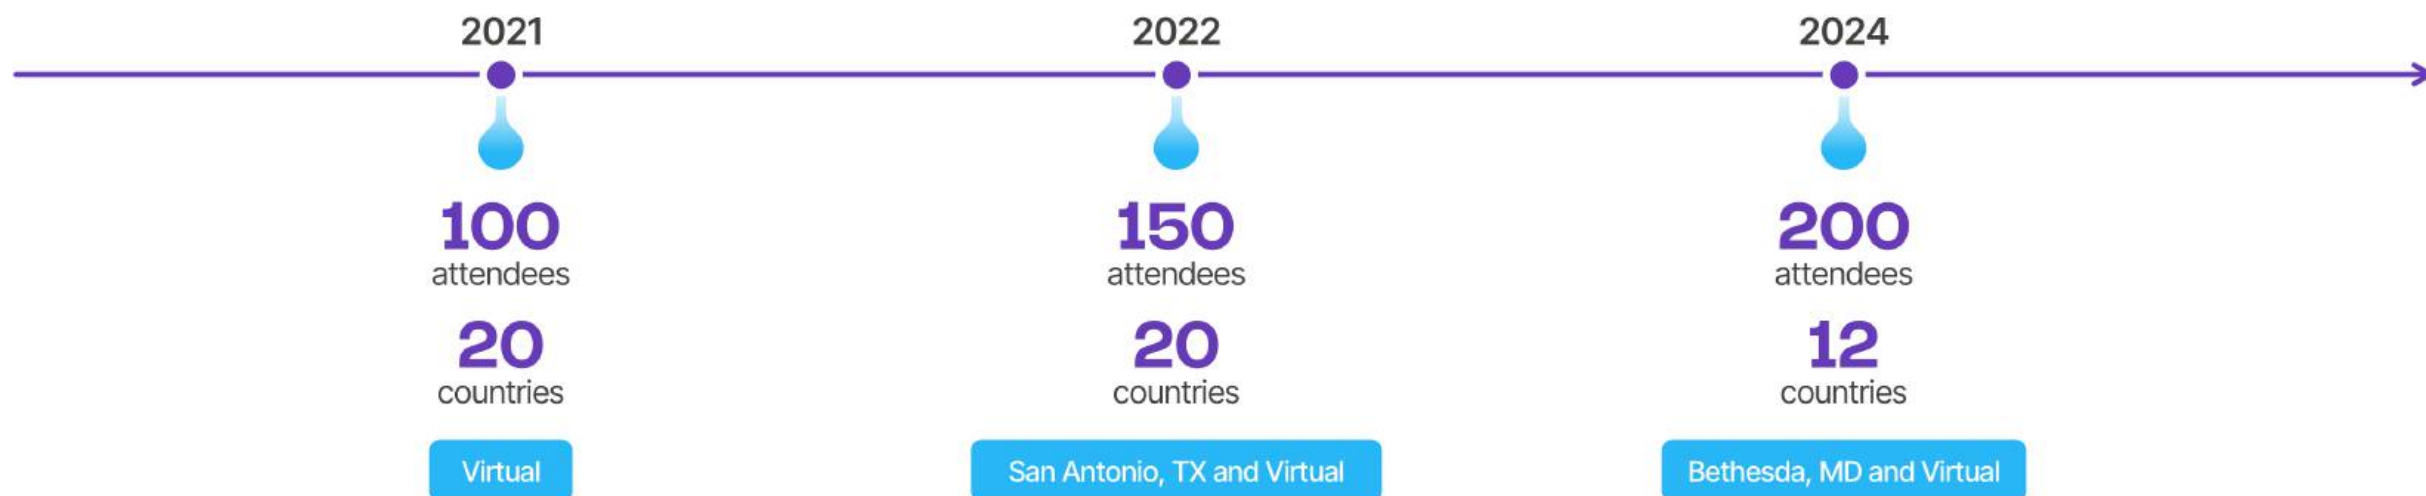 2021
2022
2024
100
attendees
150
attendees
200
attendees
20
countries
20
countries
12
countries
Virtual
San Antonio, TX and Virtual
Bethesda, MD and Virtual